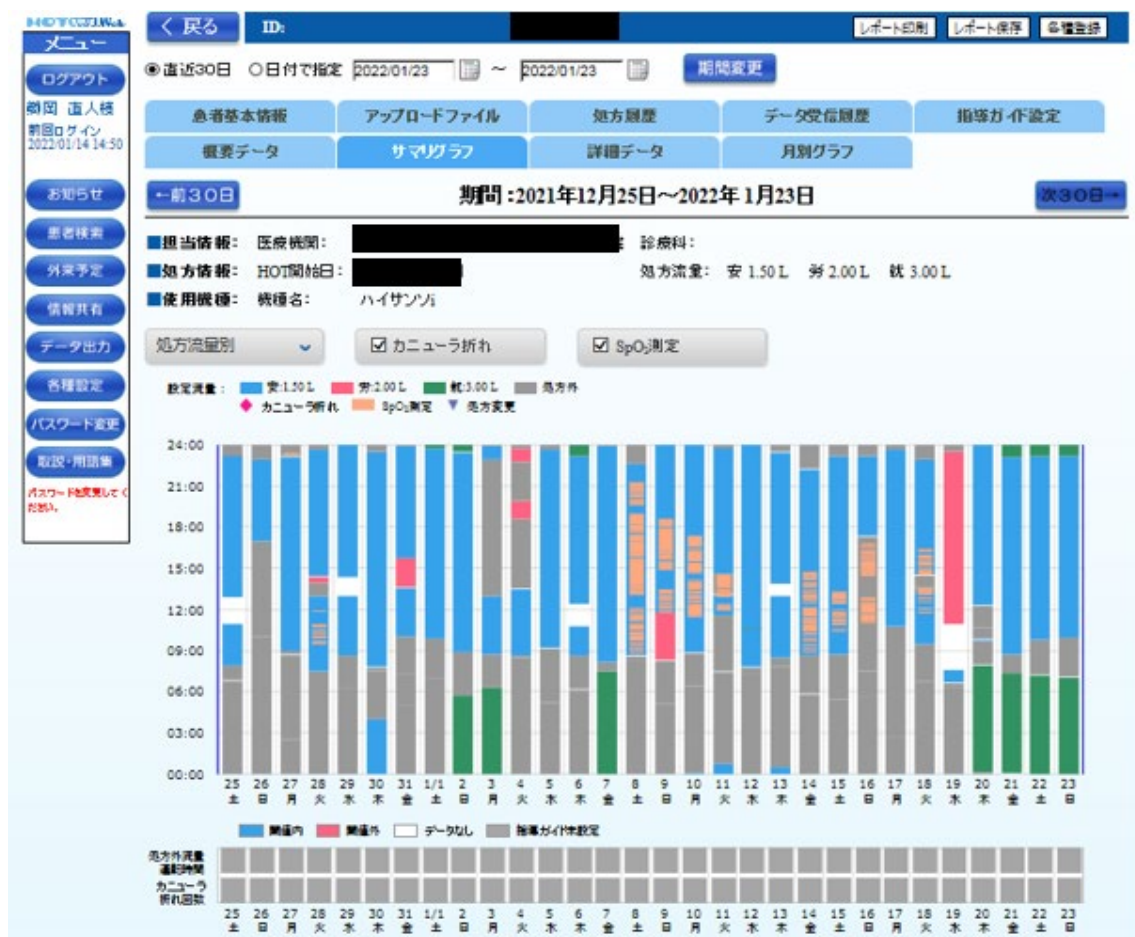 メニュー
く 戻る
ID:
レポート印刷
レポート保存
各種登録
ログアウト
直人様
前回ログイン
2022/01/14 14:50
お知らせ
患者検索
外来予定
情報共有
データ出力
各種設定
パスワード変更
取説・用語集
パスワードを変更してください。
直近30日 日付で指定 2022/01/23 ～ 2022/01/23 期間変更
患者基本情報 アップロードファイル 処方履歴 データ受信履歴 指導ガイド設定
概要データ サマリグラフ 詳細データ 月別グラフ
←前30日 期間:2021年12月25日～2022年 1月23日 次30日→
■担当情報: 医療機関: 診療科:
■処方情報: HOT開始日: 処方流量: 安 1.50 L 労 2.00 L 就 3.00 L
■使用機種: 機種名: ハイサンソi
処方流量別 カニューラ折れ SpO₂測定
設定流量: 安:1.50 L 労:2.00 L 就:3.00 L 処方外
カニューラ折れ SpO₂測定 処方変更
24:00
21:00
18:00
15:00
12:00
09:00
06:00
03:00
00:00
25 26 27 28 29 30 31 1/1 2 3 4 5 6 7 8 9 10 11 12 13 14 15 16 17 18 19 20 21 22 23
土 日 月 火 水 木 金 土 日 月 火 水 木 金 土 日 月 火 水 木 金 土 日 月 火 水 木 金 土 日
閾値内 閾値外 データなし 指導ガイド未設定
処方外流量
運転時間
カニューラ
折れ回数
25 26 27 28 29 30 31 1/1 2 3 4 5 6 7 8 9 10 11 12 13 14 15 16 17 18 19 20 21 22 23
土 日 月 火 水 木 金 土 日 月 火 水 木 金 土 日 月 火 水 木 金 土 日 月 火 水 木 金 土 日